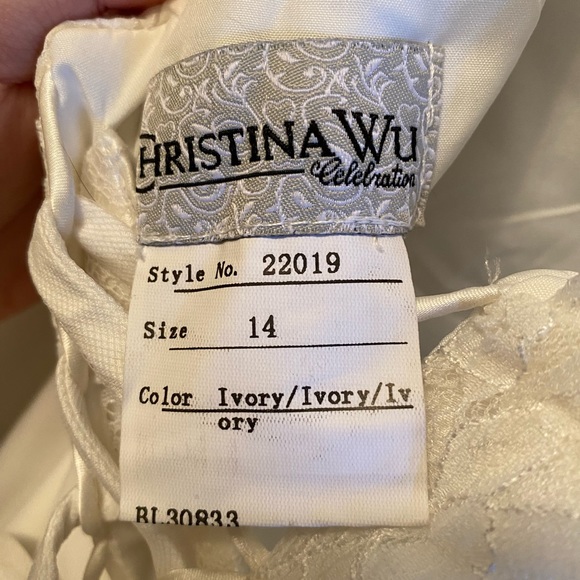 CHRISTINA WU
Celebration
Style No. 22019
Size 14
Color Ivory/Ivory/Iv
ory
BL30833